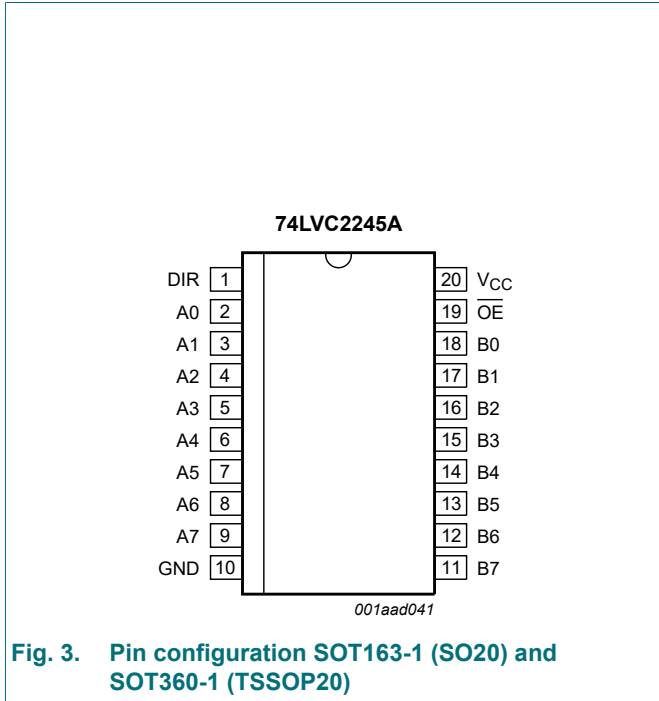 74LVC2245A
DIR 1 20 VCC
A0 2 19 OE
A1 3 18 B0
A2 4 17 B1
A3 5 16 B2
A4 6 15 B3
A5 7 14 B4
A6 8 13 B5
A7 9 12 B6
GND 10 11 B7
001aad041
Fig. 3. Pin configuration SOT163-1 (SO20) and
SOT360-1 (TSSOP20)